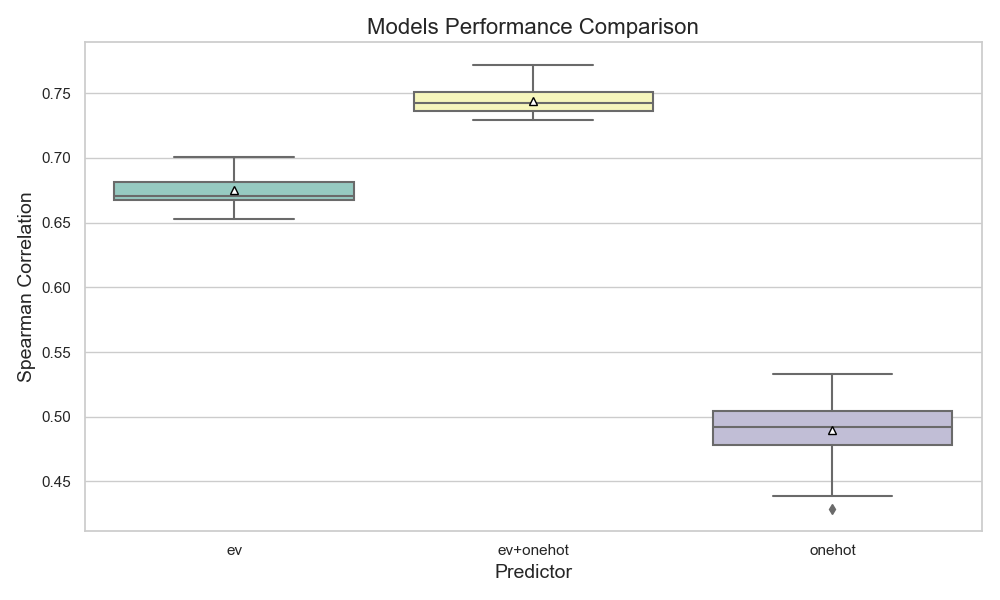 Models Performance Comparison
Spearman Correlation
0.75
0.70
0.65
0.60
0.55
0.50
0.45
ev
ev+onehot
onehot
Predictor